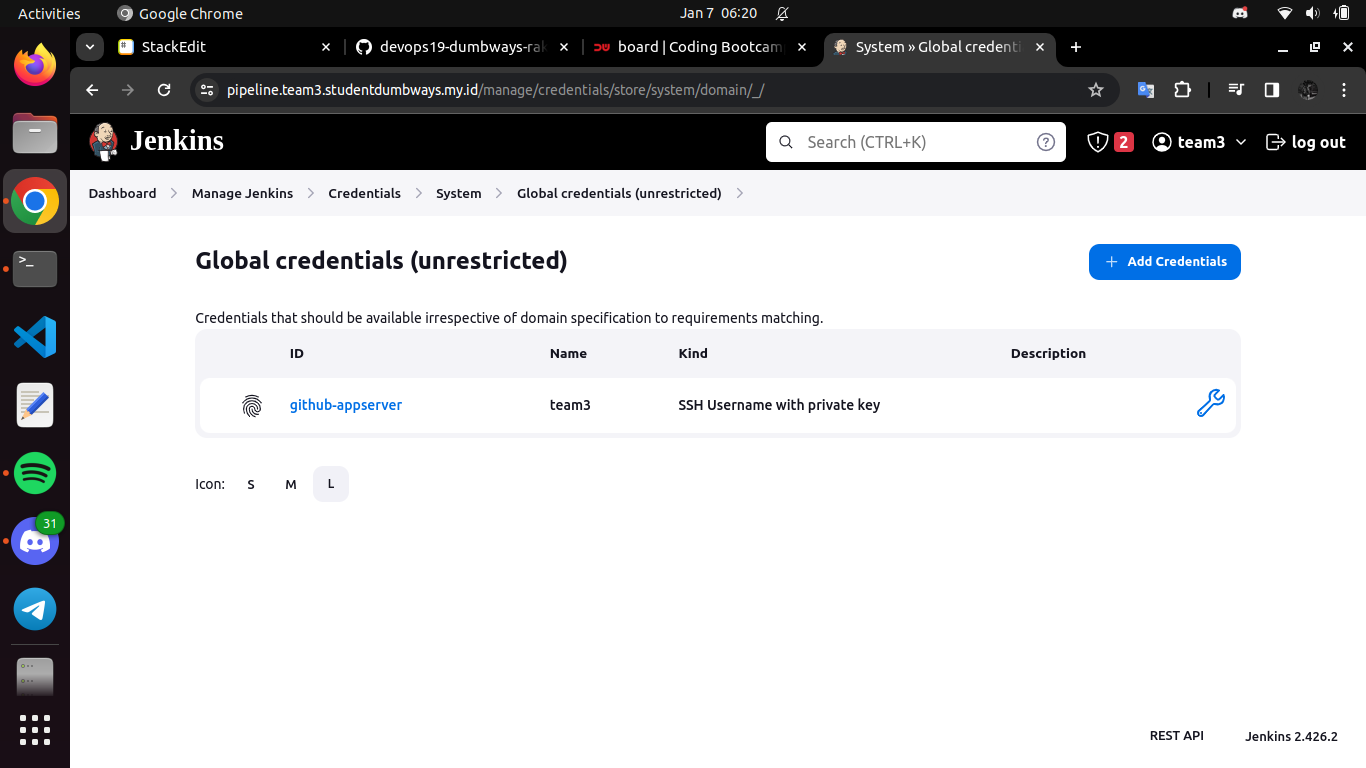 Activities
Google Chrome
Jan 7 06:20
StackEdit
devops19-dumbways-rak
board | Coding Bootcamp
System » Global credenti
pipeline.team3.studentdumbways.my.id/manage/credentials/store/system/domain/_/
Jenkins
Search (CTRL+K)
2
team3
log out
Dashboard
Manage Jenkins
Credentials
System
Global credentials (unrestricted)
Global credentials (unrestricted)
Add Credentials
Credentials that should be available irrespective of domain specification to requirements matching.
ID Name Kind Description
github-appserver team3 SSH Username with private key
Icon: S M L
31
REST API
Jenkins 2.426.2